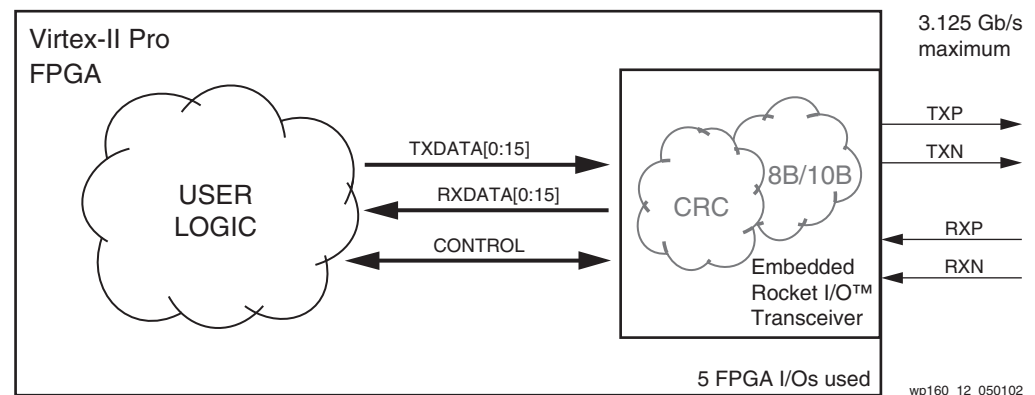 Virtex-II Pro
FPGA
3.125 Gb/s
maximum
USER
LOGIC
TXDATA[0:15]
RXDATA[0:15]
CONTROL
CRC
8B/10B
Embedded
Rocket I/O™
Transceiver
TXP
TXN
RXP
RXN
5 FPGA I/Os used
wp160_12_050102